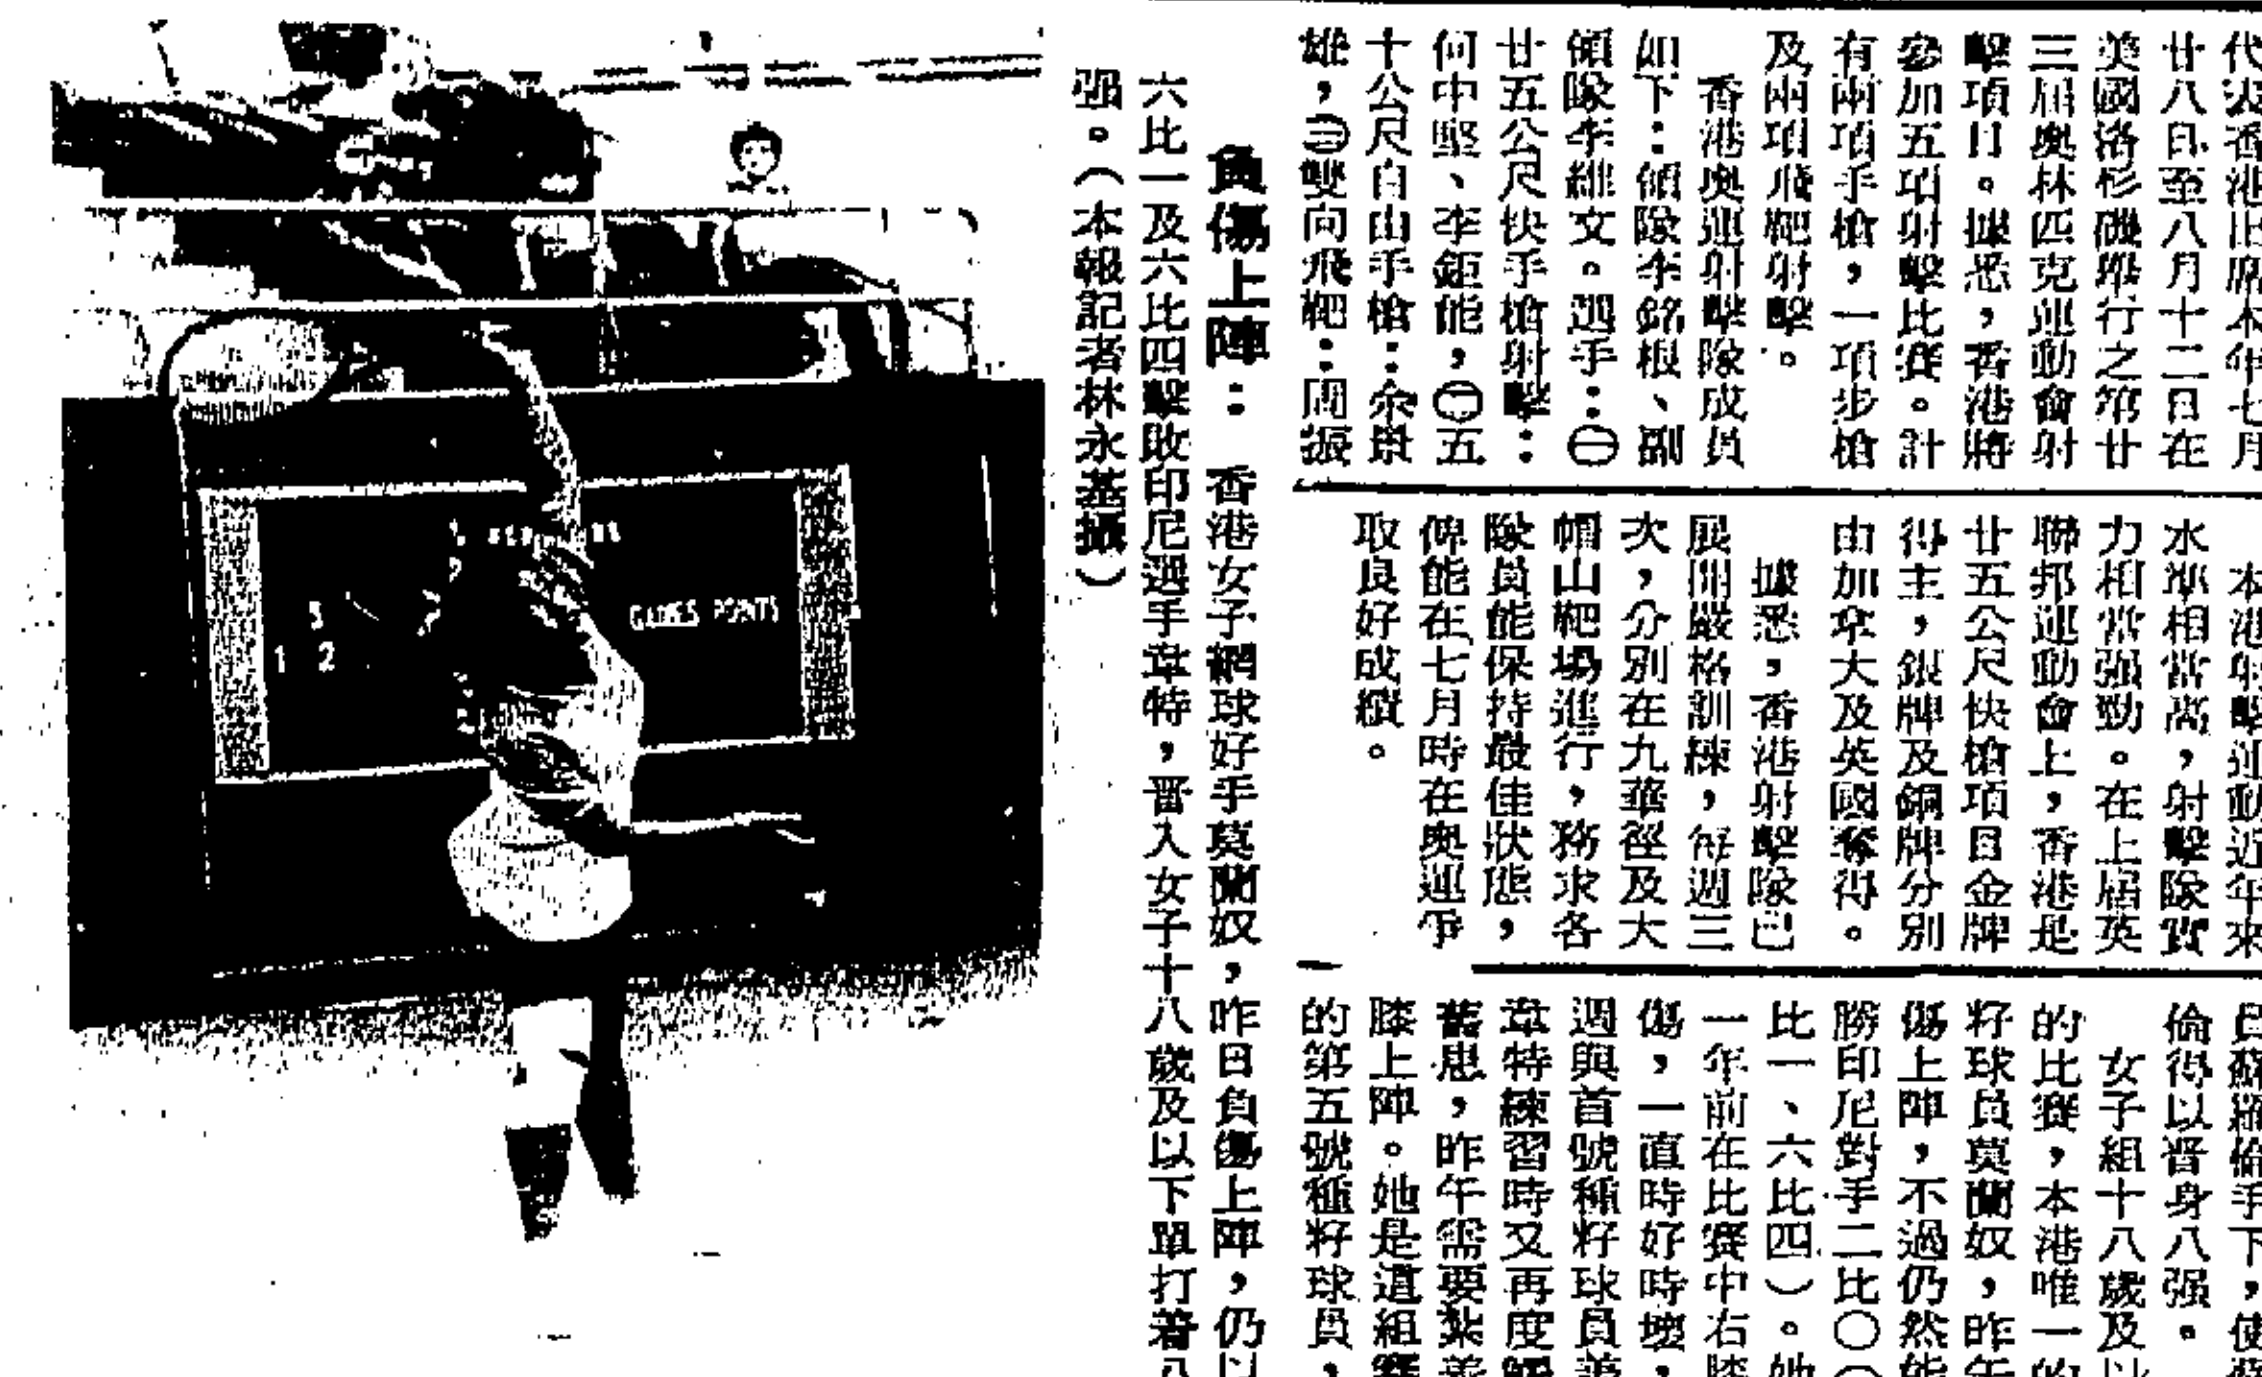 代表香港出席本年七月
廿八日至八月十二日在
美國洛杉磯舉行之第廿
三屆奧林匹克運動會射
擊項目。據悉，香港將
參加五項射擊比賽。計
有兩項手槍，一項步槍
及兩項飛靶射擊。
香港奧運射擊隊成員
如下：領隊李銘根、副
領隊李維文。選手：㊀
廿五公尺快手槍射擊：
何中堅、李鉅能，㊁五
十公尺自由手槍：余景
雄，㊂雙向飛靶：周振
本港射擊運動近年來
水準相當高，射擊隊實
力相當强勁。在上屆英
聯邦運動會上，香港是
廿五公尺快槍項目金牌
得主，銀牌及銅牌分別
由加拿大及英國奪得。
據悉，香港射擊隊已
展開嚴格訓練，每週三
次，分別在九華徑及大
帽山靶場進行，務求各
隊員能保持最佳狀態，
俾能在七月時在奧運爭
取良好成績。
員蘇羅倫手下，使
倫得以晋身八强。
女子組十八歲及以
的比賽，本港唯一的
籽球員莫蘭奴，昨午
傷上陣，不過仍然能
勝印尼對手二比〇（
比一、六比四）。她
一年前在比賽中右膝
傷，一直時好時壞，
週與首號種籽球員
韋特練習時又再度觸
舊患，昨午需要紮着
膝上陣。她是這組賽
的第五號種籽球員，
負傷上陣：香港女子網球好手莫蘭奴，昨日負傷上陣，仍以
六比一及六比四擊敗印尼選手韋特，晋入女子十八歲及以下單打着八
强。（本報記者林永基攝）
3
1 2
GAMES POINTS